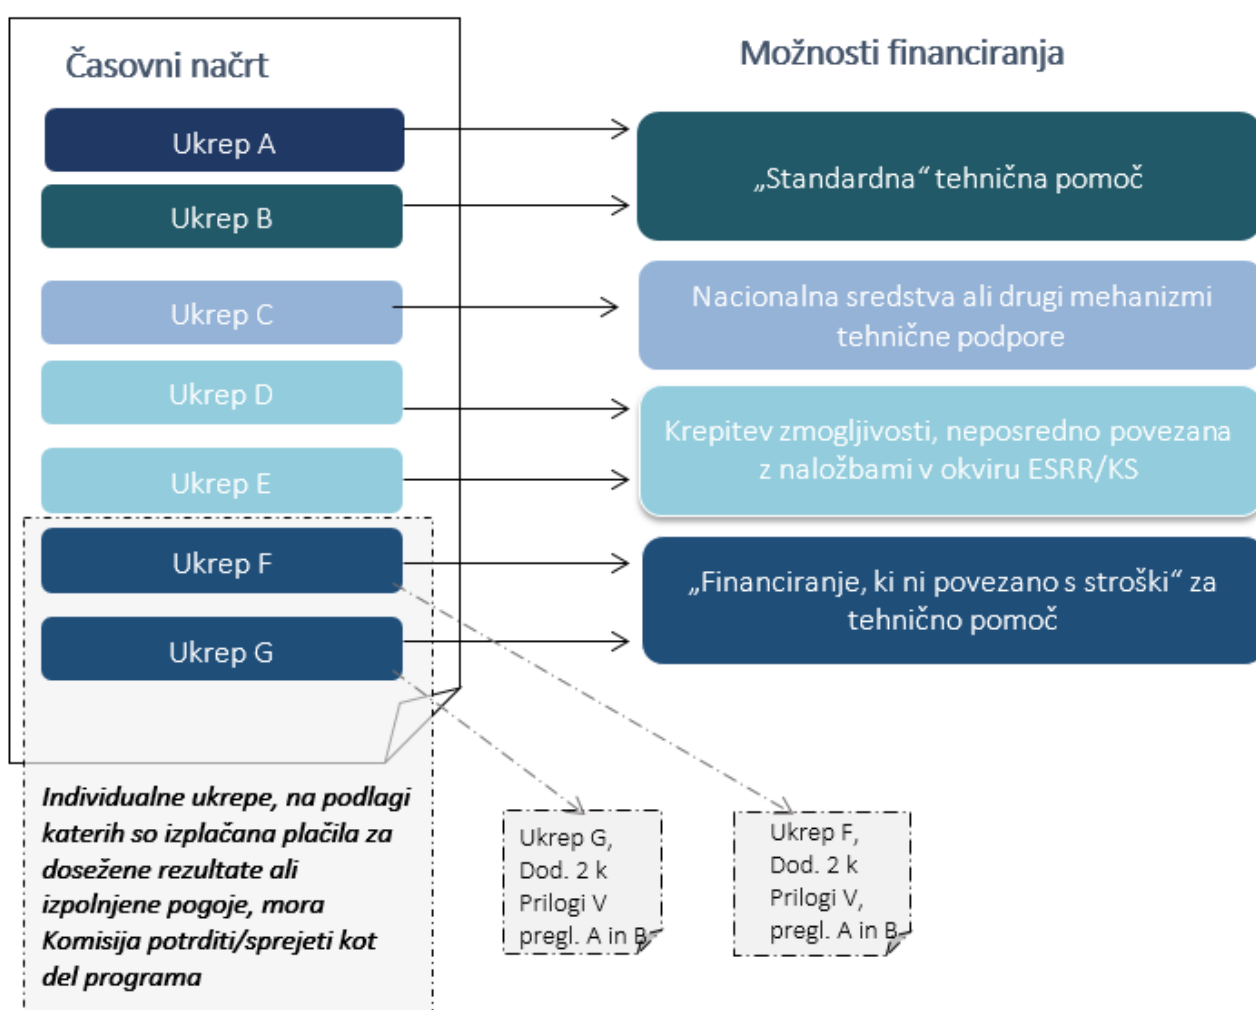 Časovni načrt
Možnosti financiranja
Ukrep A
Ukrep B
Ukrep C
Ukrep D
Ukrep E
Ukrep F
Ukrep G
„Standardna“ tehnična pomoč
Nacionalna sredstva ali drugi mehanizmi
tehnične podpore
Krepitev zmogljivosti, neposredno povezana
z naložbami v okviru ESRR/KS
„Financiranje, ki ni povezano s stroški“ za
tehnično pomoč
Individualne ukrepe, na podlagi
katerih so izplačana plačila za
dosežene rezultate ali
izpolnjene pogoje, mora
Komisija potrditi/sprejeti kot
del programa
Ukrep G,
Dod. 2 k
Prilogi V
pregl. A in B
Ukrep F,
Dod. 2 k
Prilogi V,
pregl. A in B